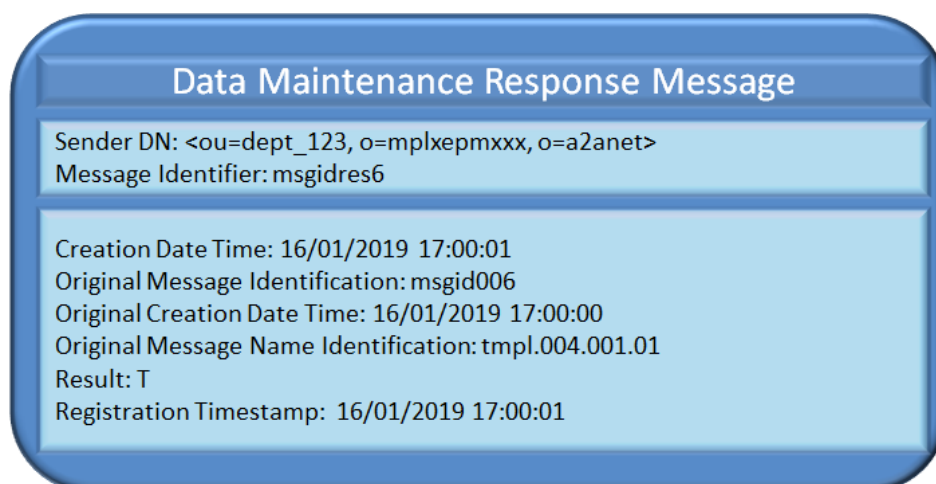 Data Maintenance Response Message
Sender DN: <ou=dept_123, o=mplxepmxxx, o=a2anet>
Message Identifier: msgidres6
Creation Date Time: 16/01/2019 17:00:01
Original Message Identification: msgid006
Original Creation Date Time: 16/01/2019 17:00:00
Original Message Name Identification: tmpl.004.001.01
Result: T
Registration Timestamp: 16/01/2019 17:00:01